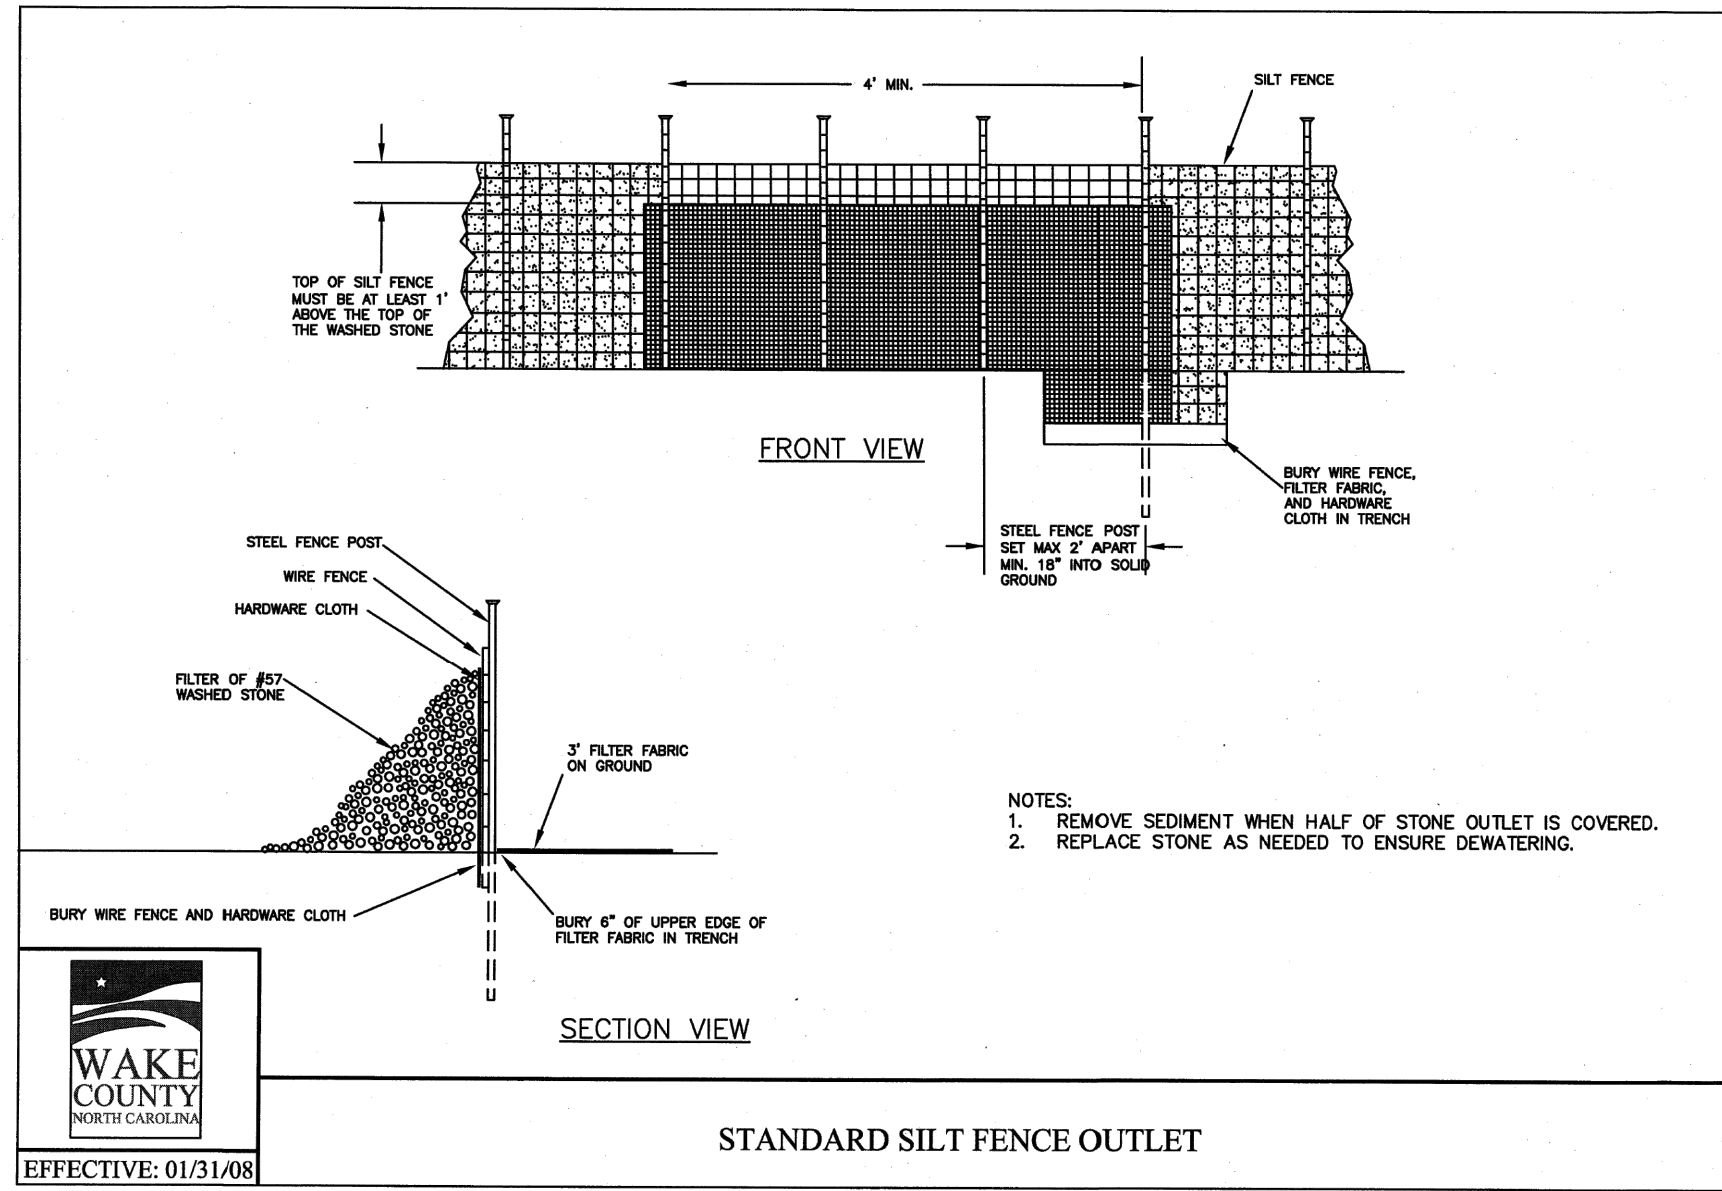 4' MIN.
SILT FENCE
TOP OF SILT FENCE
MUST BE AT LEAST 1'
ABOVE THE TOP OF
THE WASHED STONE
FRONT VIEW
BURY WIRE FENCE,
FILTER FABRIC,
AND HARDWARE
CLOTH IN TRENCH
STEEL FENCE POST
SET MAX 2' APART
MIN. 18" INTO SOLID
GROUND
STEEL FENCE POST
WIRE FENCE
HARDWARE CLOTH
FILTER OF #57
WASHED STONE
3' FILTER FABRIC
ON GROUND
NOTES:
1. REMOVE SEDIMENT WHEN HALF OF STONE OUTLET IS COVERED.
2. REPLACE STONE AS NEEDED TO ENSURE DEWATERING.
BURY WIRE FENCE AND HARDWARE CLOTH
BURY 6" OF UPPER EDGE OF
FILTER FABRIC IN TRENCH
SECTION VIEW
WAKE
COUNTY
NORTH CAROLINA
STANDARD SILT FENCE OUTLET
EFFECTIVE: 01/31/08